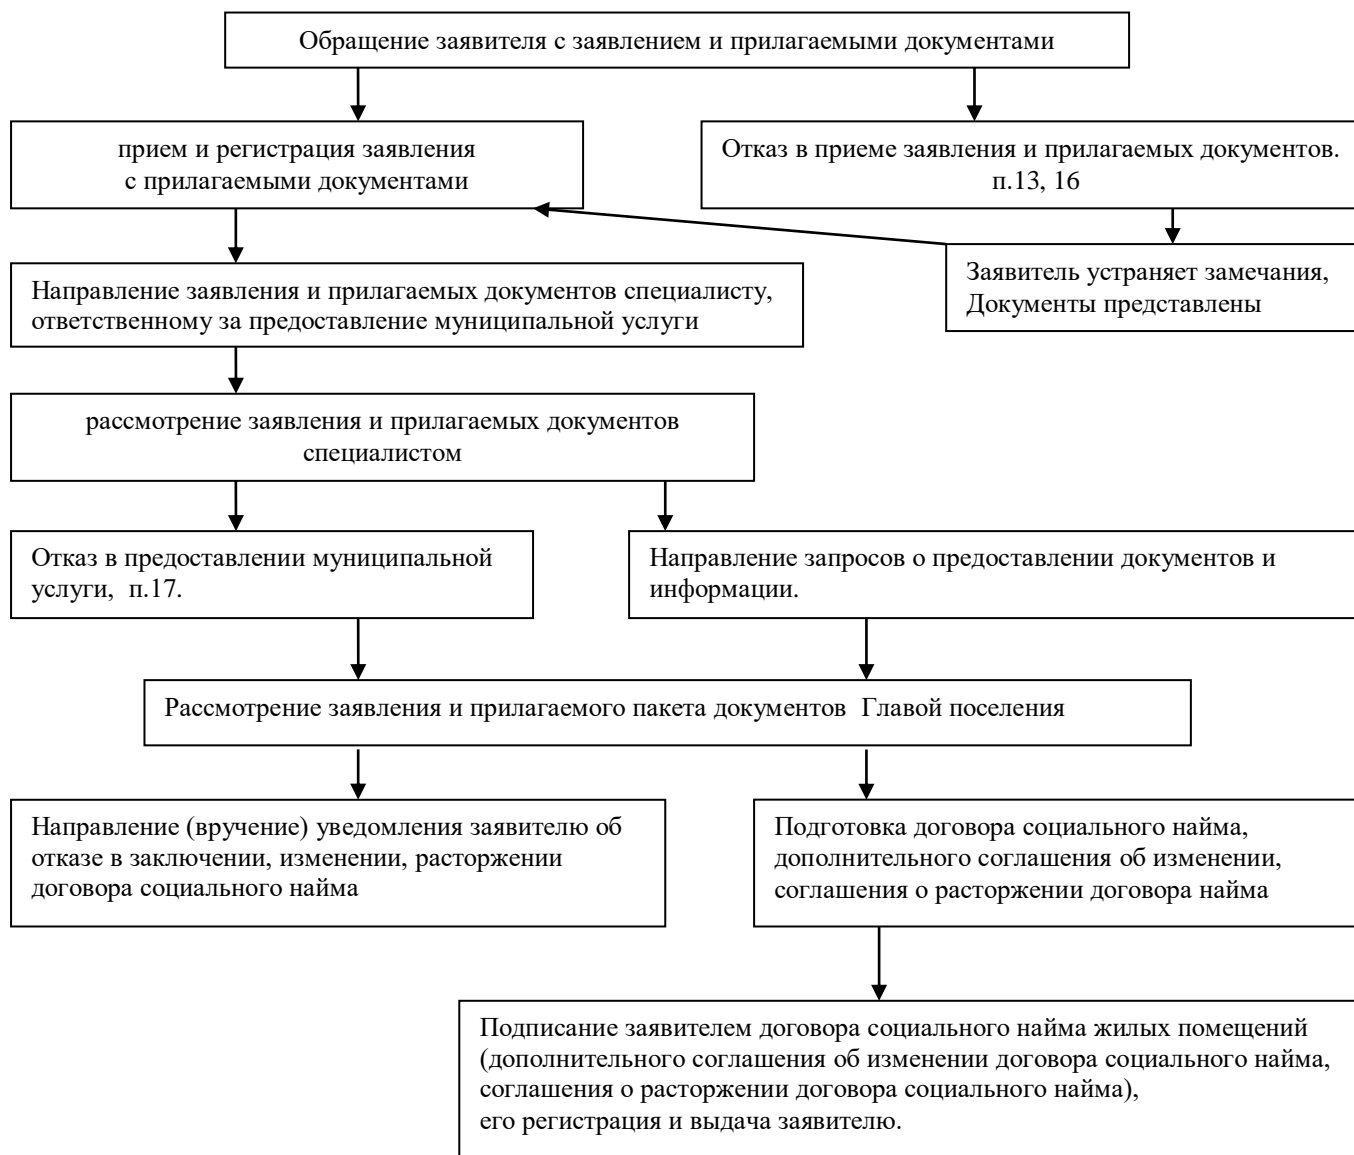 Обращение заявителя с заявлением и прилагаемыми документами
прием и регистрация заявления
с прилагаемыми документами
Отказ в приеме заявления и прилагаемых документов.
п.13, 16
Заявитель устраняет замечания,
Документы представлены
Направление заявления и прилагаемых документов специалисту,
ответственному за предоставление муниципальной услуги
рассмотрение заявления и прилагаемых документов
специалистом
Отказ в предоставлении муниципальной
услуги, п.17.
Направление запросов о предоставлении документов и
информации.
Рассмотрение заявления и прилагаемого пакета документов Главой поселения
Направление (вручение) уведомления заявителю об
отказе в заключении, изменении, расторжении
договора социального найма
Подготовка договора социального найма,
дополнительного соглашения об изменении,
соглашения о расторжении договора найма
Подписание заявителем договора социального найма жилых помещений
(дополнительного соглашения об изменении договора социального найма,
соглашения о расторжении договора социального найма),
его регистрация и выдача заявителю.